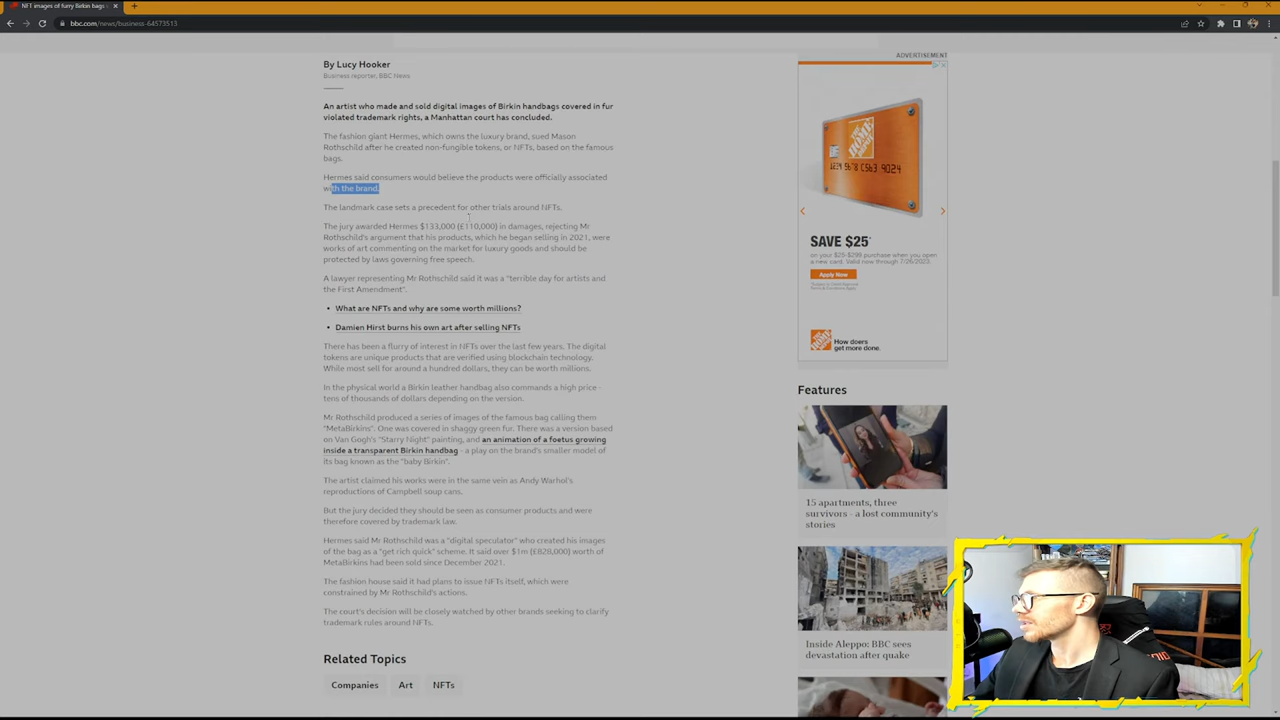 NFT images of furry Birkin bags
bbc.com/news/business-64573513
By Lucy Hooker
Business reporter, BBC News
An artist who made and sold digital images of Birkin handbags covered in fur
violated trademark rights, a Manhattan court has concluded.
The fashion giant Hermes, which owns the luxury brand, sued Mason
Rothschild after he created non-fungible tokens, or NFTs, based on the famous
bags.
Hermes said consumers would believe the products were officially associated
with the brand.
The landmark case sets a precedent for other trials around NFTs.
The jury awarded Hermes $133,000 (£110,000) in damages, rejecting Mr
Rothschild's argument that his products, which he began selling in 2021, were
works of art commenting on the market for luxury goods and should be
protected by laws governing free speech.
A lawyer representing Mr Rothschild said it was a "terrible day for artists and
the First Amendment".
• What are NFTs and why are some worth millions?
• Damien Hirst burns his own art after selling NFTs
There has been a flurry of interest in NFTs over the last few years. The digital
tokens are unique products that are verified using blockchain technology.
While most sell for around a hundred dollars, they can be worth millions.
In the physical world a Birkin leather handbag also commands a high price -
tens of thousands of dollars depending on the version.
Mr Rothschild produced a series of images of the famous bag calling them
"MetaBirkins". One was covered in shaggy green fur. There was a version based
on Van Gogh's "Starry Night" painting, and an animation of a foetus growing
inside a transparent Birkin handbag - a play on the brand's smaller model of
its bag known as the "baby Birkin".
The artist claimed his works were in the same vein as Andy Warhol's
reproductions of Campbell soup cans.
But the jury decided they should be seen as consumer products and were
therefore covered by trademark law.
Hermes said Mr Rothschild was a "digital speculator" who created his images
of the bag as a "get rich quick" scheme. It said over $1m (£828,000) worth of
MetaBirkins had been sold since December 2021.
The fashion house said it had plans to issue NFTs itself, which were
constrained by Mr Rothschild's actions.
The court's decision will be closely watched by other brands seeking to clarify
trademark rules around NFTs.
Related Topics
Companies Art NFTs
ADVERTISEMENT
SAVE $25*
Apply Now
How doers
get more done.
Features
15 apartments, three
survivors - a lost community's
stories
Inside Aleppo: BBC sees
devastation after quake